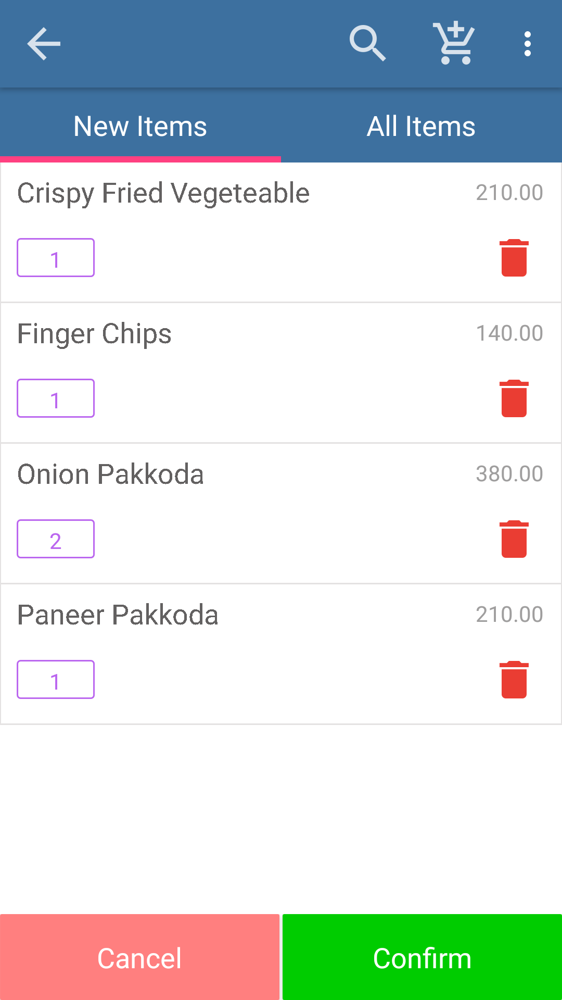 New Items All Items
Crispy Fried Vegeteable 210.00
1
Finger Chips 140.00
1
Onion Pakkoda 380.00
2
Paneer Pakkoda 210.00
1
Cancel Confirm